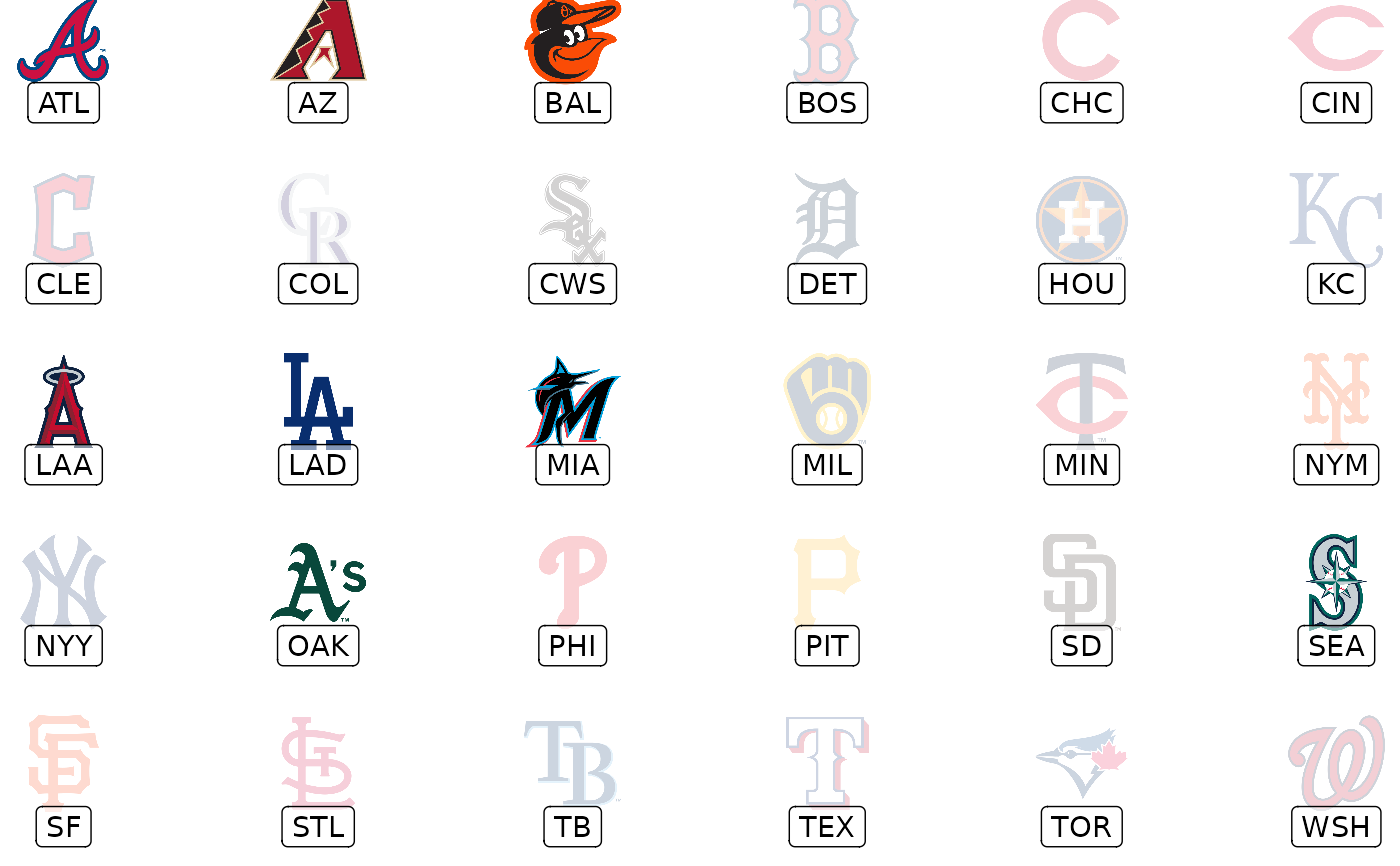 ATL AZ BAL BOS CHC CIN
CLE COL CWS DET HOU KC
LAA LAD MIA MIL MIN NYM
A's
NYY OAK PHI PIT SD SEA
SF STL TB TEX TOR WSH